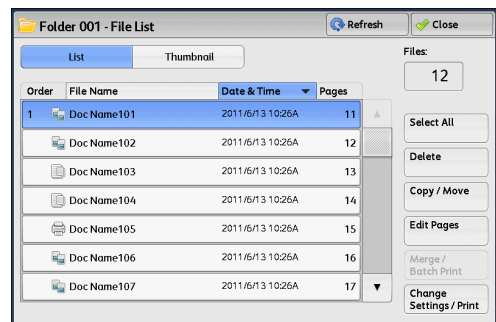 Folder 001 - File List
Refresh
Close
List
Thumbnail
Files:
12
Order File Name Date & Time Pages
1 Doc Name101 2011/6/13 10:26A 11
Doc Name102 2011/6/13 10:26A 12
Doc Name103 2011/6/13 10:26A 13
Doc Name104 2011/6/13 10:26A 14
Doc Name105 2011/6/13 10:26A 15
Doc Name106 2011/6/13 10:26A 16
Doc Name107 2011/6/13 10:26A 17
Select All
Delete
Copy / Move
Edit Pages
Merge /
Batch Print
Change
Settings / Print